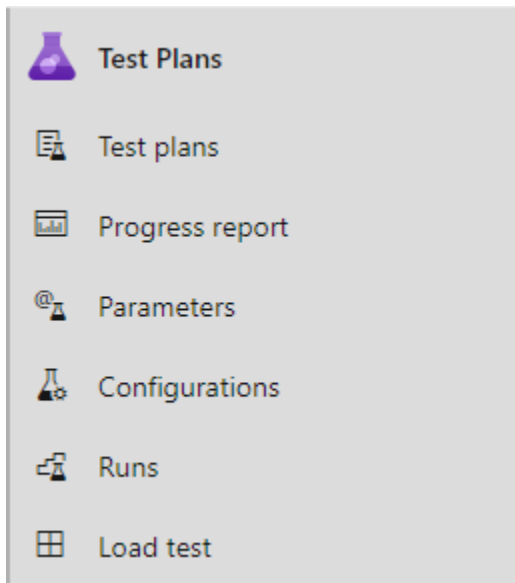 Test Plans
Test plans
Progress report
Parameters
Configurations
Runs
Load test